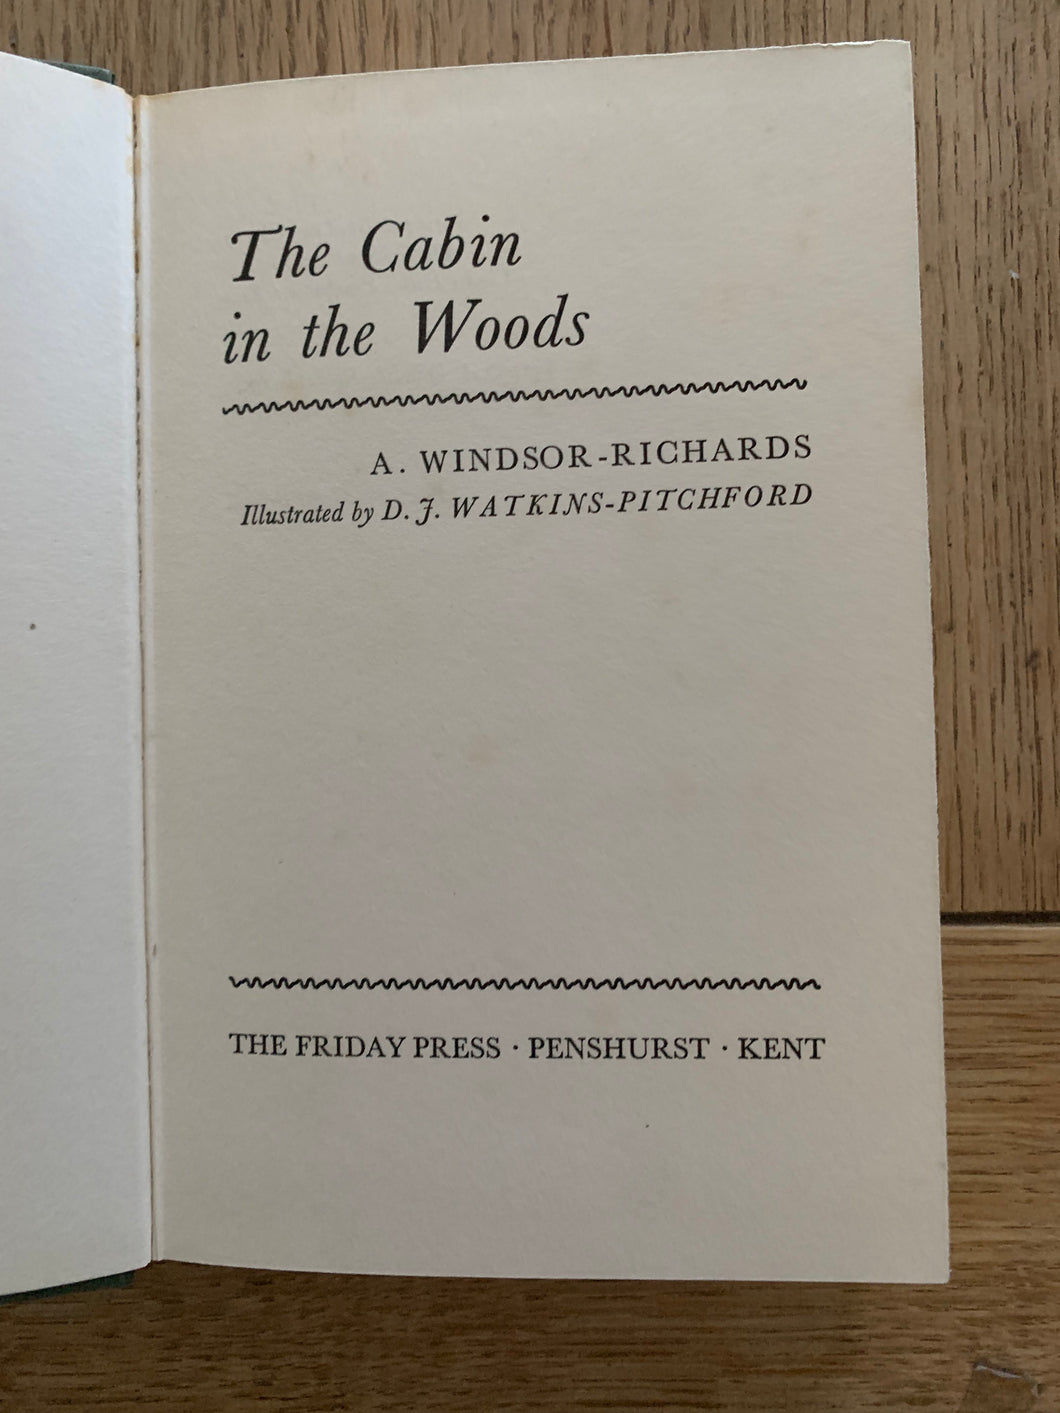 The Cabin
in the Woods
A. WINDSOR-RICHARDS
Illustrated by D. J. WATKINS-PITCHFORD
THE FRIDAY PRESS · PENSHURST · KENT